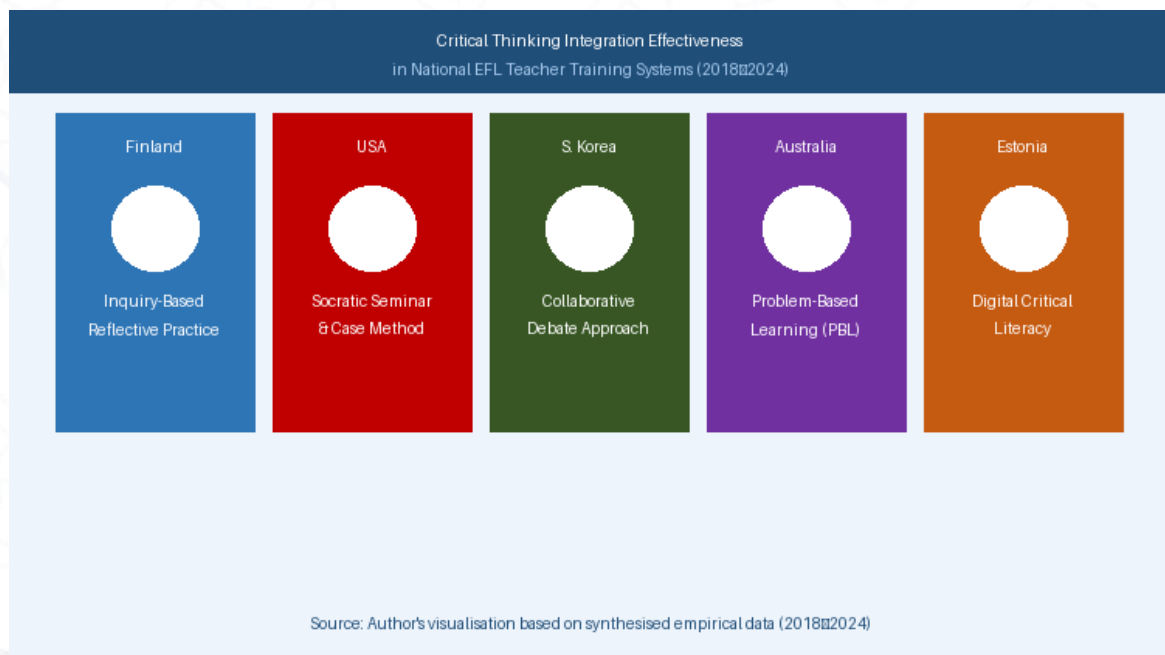 Critical Thinking Integration Effectiveness
in National EFL Teacher Training Systems (2018▯2024)
Finland
Inquiry-Based
Reflective Practice
USA
Socratic Seminar
& Case Method
S. Korea
Collaborative
Debate Approach
Australia
Problem-Based
Learning (PBL)
Estonia
Digital Critical
Literacy
Source: Author's visualisation based on synthesised empirical data (2018▯2024)